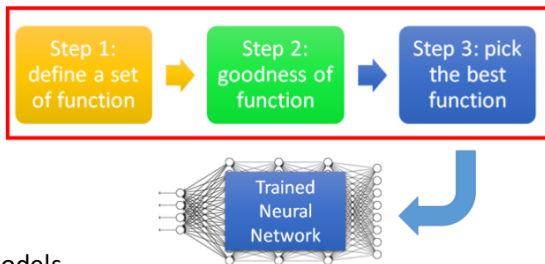 Step 1:
define a set
of function
Step 2:
goodness of
function
Step 3: pick
the best
function
Trained
Neural
Network